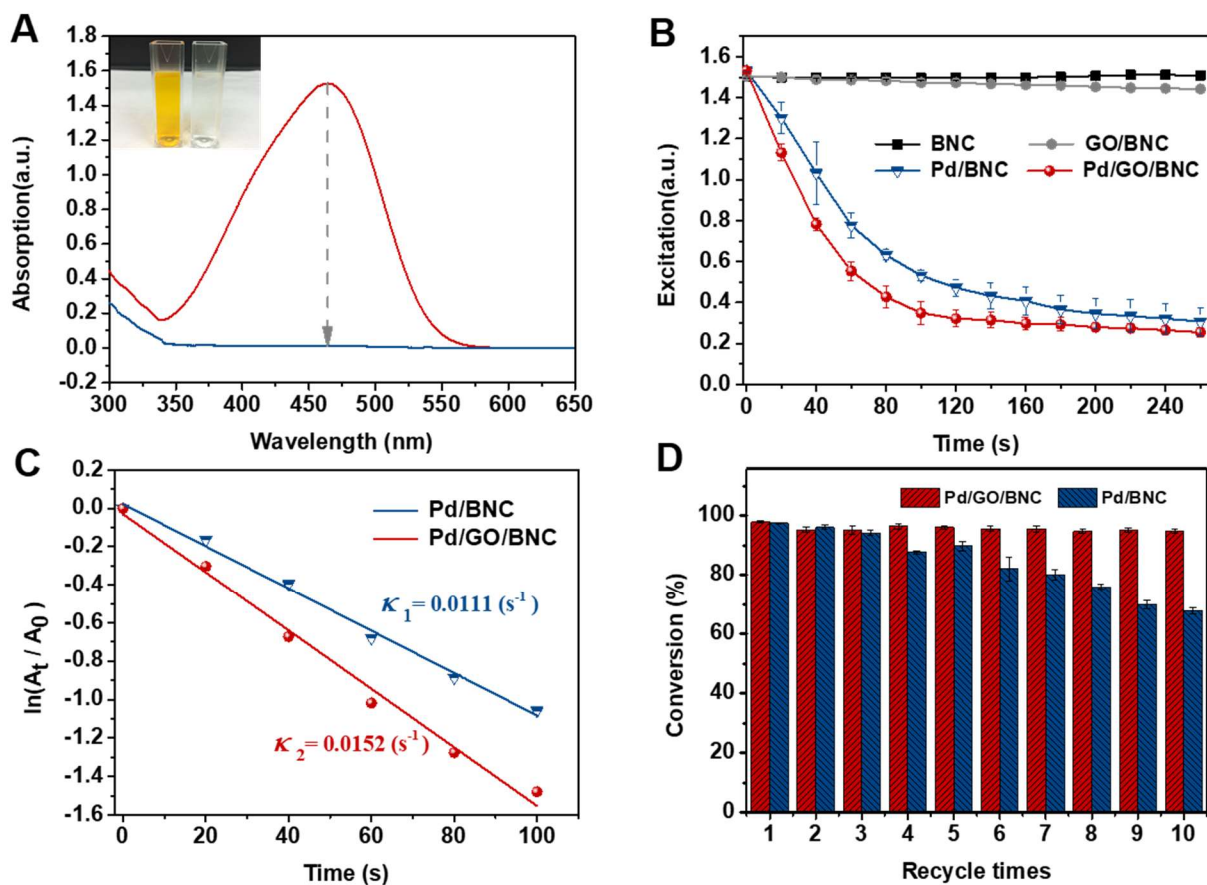 A
Absorption(a.u.)
1.8
1.6
1.4
1.2
1.0
0.8
0.6
0.4
0.2
0.0
-0.2
300 350 400 450 500 550 600 650
Wavelength (nm)
B
Excitation(a.u.)
1.6
1.4
1.2
1.0
0.8
0.6
0.4
0.2
0.0
BNC GO/BNC
Pd/BNC Pd/GO/BNC
0 40 80 120 160 200 240
Time (s)
C
ln(At / A0)
0.2
0.0
-0.2
-0.4
-0.6
-0.8
-1.0
-1.2
-1.4
-1.6
Pd/BNC
Pd/GO/BNC
κ1 = 0.0111 (s-1)
κ2 = 0.0152 (s-1)
0 20 40 60 80 100
Time (s)
D
Conversion (%)
100
80
60
40
20
0
Pd/GO/BNC Pd/BNC
1 2 3 4 5 6 7 8 9 10
Recycle times